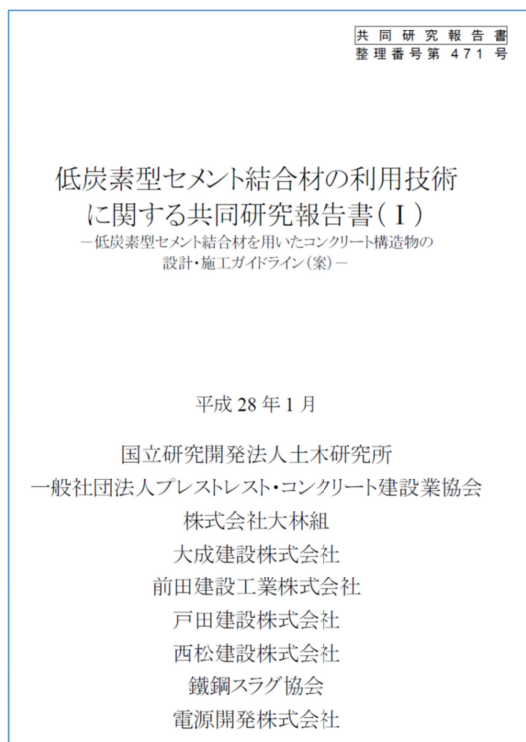 共同研究報告書
整理番号第 471 号
低炭素型セメント結合材の利用技術
に関する共同研究報告書(Ⅰ)
－低炭素型セメント結合材を用いたコンクリート構造物の
設計・施工ガイドライン(案)－
平成 28 年 1 月
国立研究開発法人土木研究所
一般社団法人プレストレスト・コンクリート建設業協会
株式会社大林組
大成建設株式会社
前田建設工業株式会社
戸田建設株式会社
西松建設株式会社
鐵鋼スラグ協会
電源開発株式会社